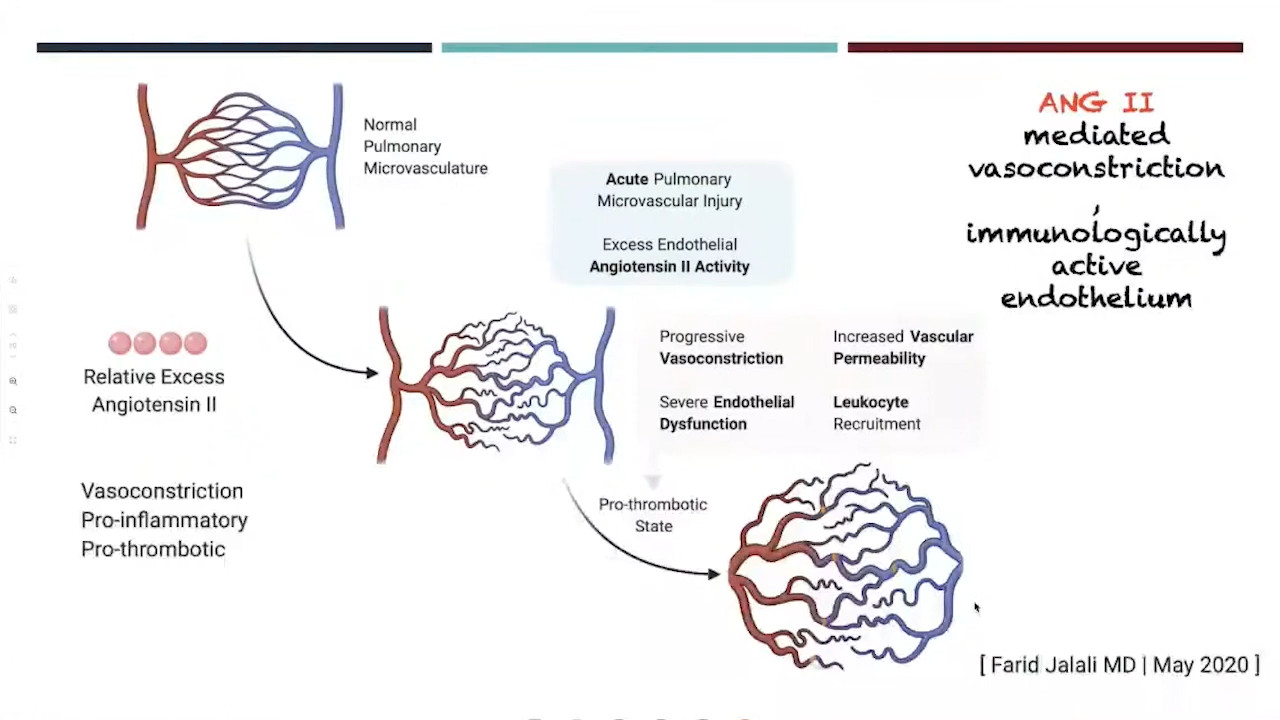 Normal
Pulmonary
Microvasculature
ANG II
mediated
vasoconstriction
,
immunologically
active
endothelium
Acute Pulmonary
Microvascular Injury
Excess Endothelial
Angiotensin II Activity
Relative Excess
Angiotensin II
Progressive
Vasoconstriction
Increased Vascular
Permeability
Severe Endothelial
Dysfunction
Leukocyte
Recruitment
Vasoconstriction
Pro-inflammatory
Pro-thrombotic
Pro-thrombotic
State
[ Farid Jalali MD | May 2020 ]